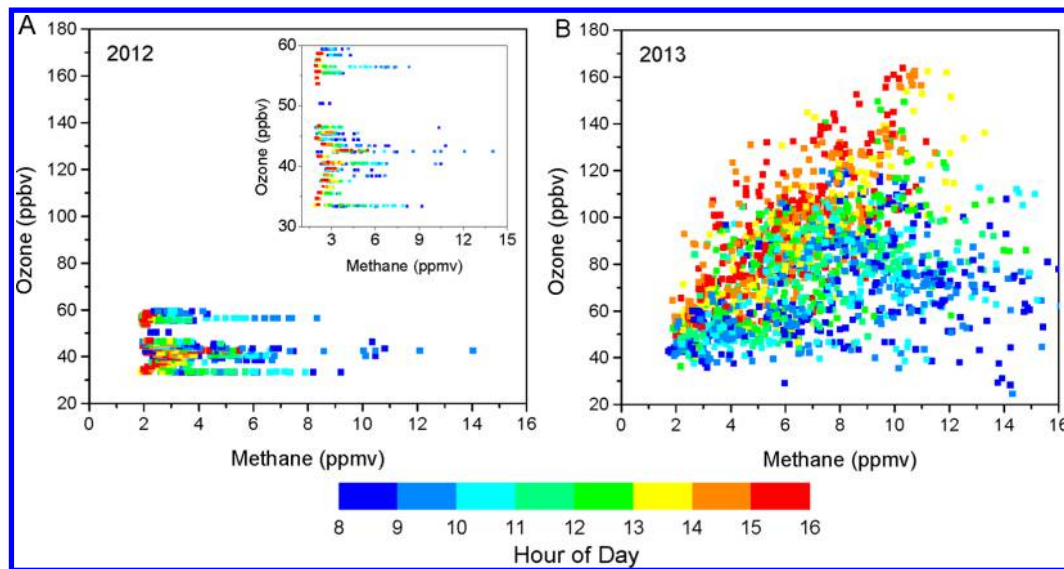 A
2012
180
160
140
120
100
80
60
40
20
Ozone (ppbv)
0 2 4 6 8 10 12 14 16
Methane (ppmv)
60
50
40
30
Ozone (ppbv)
3 6 9 12 15
Methane (ppmv)
B
2013
180
160
140
120
100
80
60
40
20
Ozone (ppbv)
0 2 4 6 8 10 12 14 16
Methane (ppmv)
8 9 10 11 12 13 14 15 16
Hour of Day